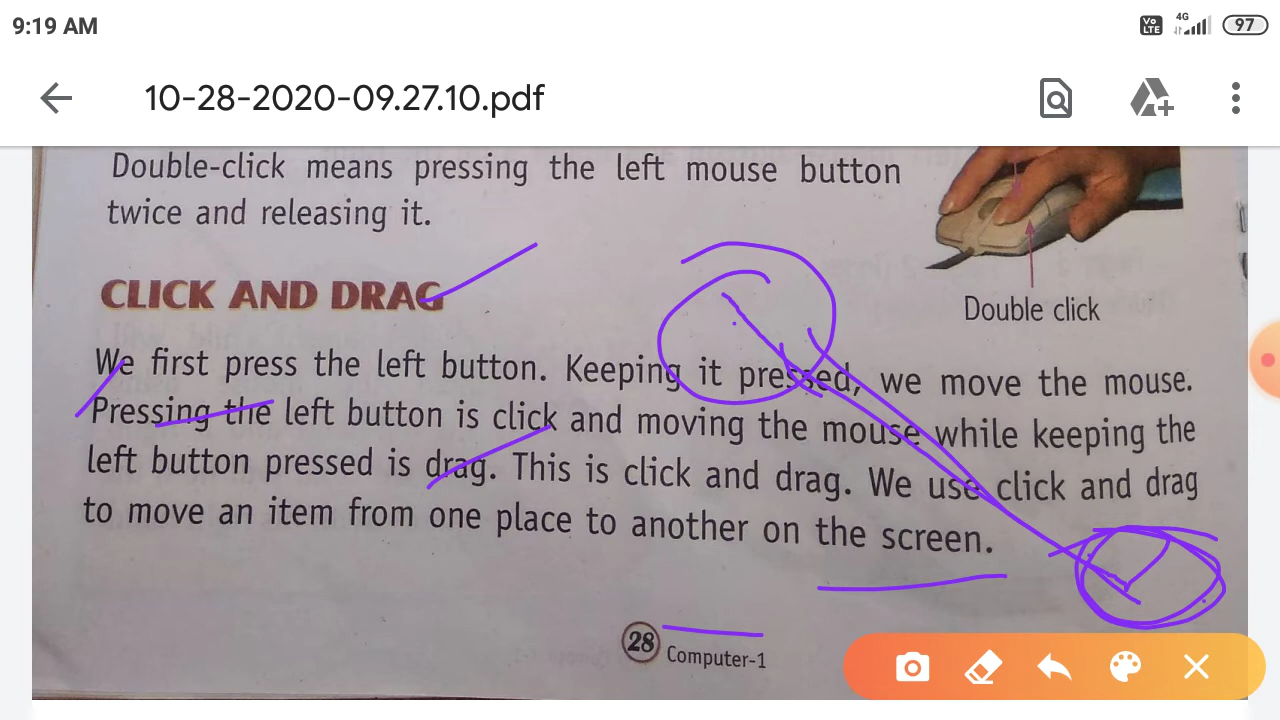 9:19 AM
Vo LTE 4G 97
10-28-2020-09.27.10.pdf
Double-click means pressing the left mouse button
twice and releasing it.
Double click
CLICK AND DRAG
We first press the left button. Keeping it pressed, we move the mouse.
Pressing the left button is click and moving the mouse while keeping the
left button pressed is drag. This is click and drag. We use click and drag
to move an item from one place to another on the screen.
28 Computer-1